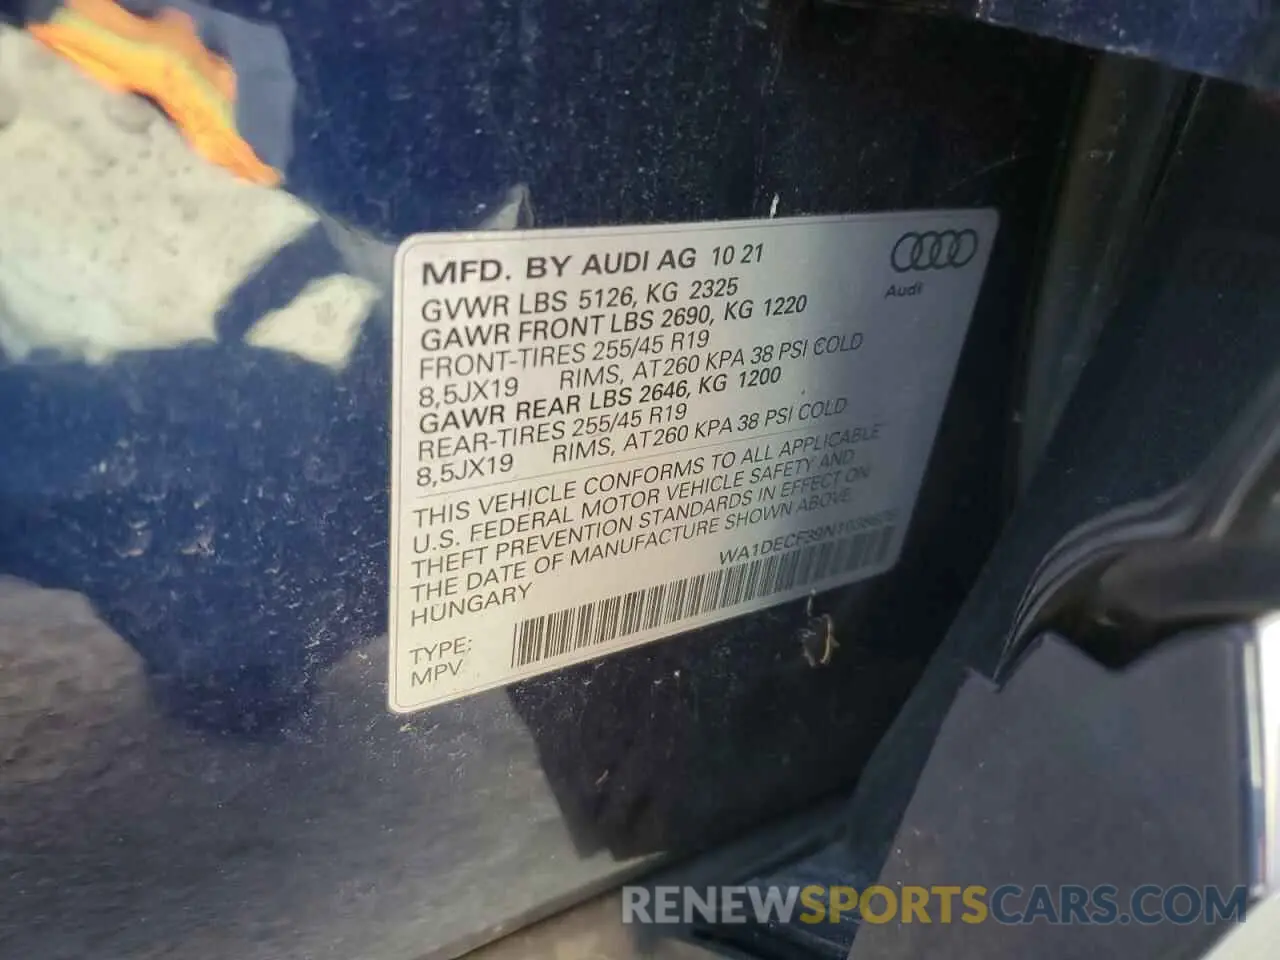 MFD. BY AUDI AG 10 21
Audi
GVWR LBS 5126, KG 2325
GAWR FRONT LBS 2690, KG 1220
FRONT-TIRES 255/45 R19
8,5JX19 RIMS, AT 260 KPA 38 PSI COLD
GAWR REAR LBS 2646, KG 1200
REAR-TIRES 255/45 R19
8,5JX19 RIMS, AT 260 KPA 38 PSI COLD
THIS VEHICLE CONFORMS TO ALL APPLICABLE
U.S. FEDERAL MOTOR VEHICLE SAFETY AND
THEFT PREVENTION STANDARDS IN EFFECT ON
THE DATE OF MANUFACTURE SHOWN ABOVE.
HUNGARY
TYPE:
MPV
RENEWSPORTSCARS.COM